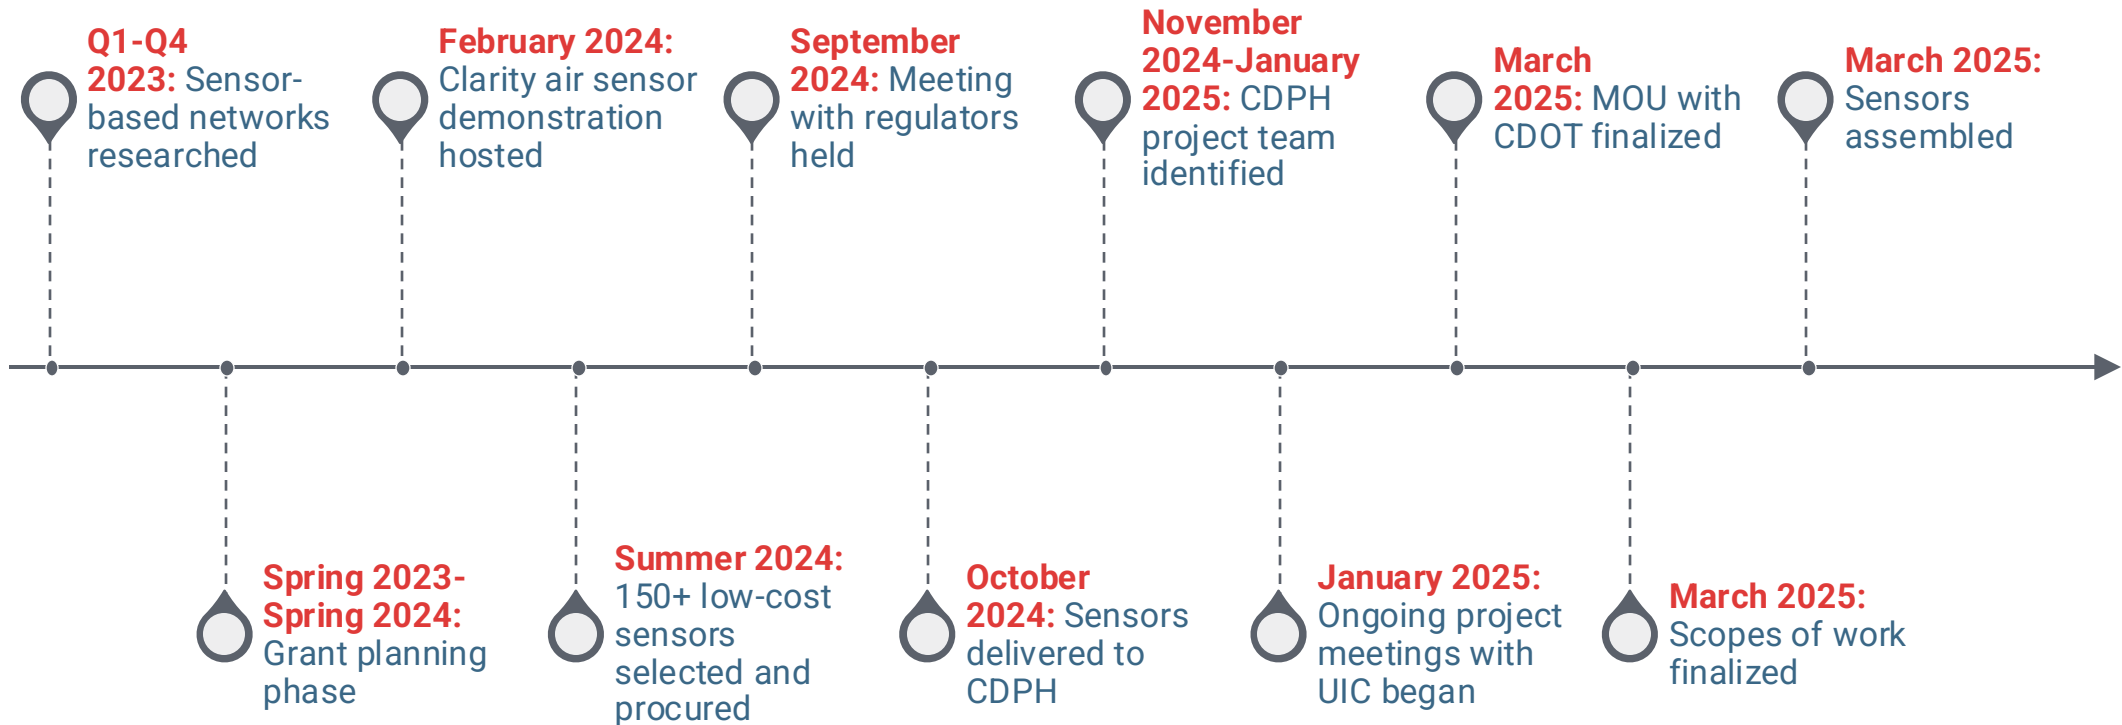 Q1-Q4
2023: Sensor-
based networks
researched
February 2024:
Clarity air sensor
demonstration
hosted
September
2024: Meeting
with regulators
held
November
2024-January
2025: CDPH
project team
identified
March
2025: MOU with
CDOT finalized
March 2025:
Sensors
assembled
Spring 2023-
Spring 2024:
Grant planning
phase
Summer 2024:
150+ low-cost
sensors
selected and
procured
October
2024: Sensors
delivered to
CDPH
January 2025:
Ongoing project
meetings with
UIC began
March 2025:
Scopes of work
finalized